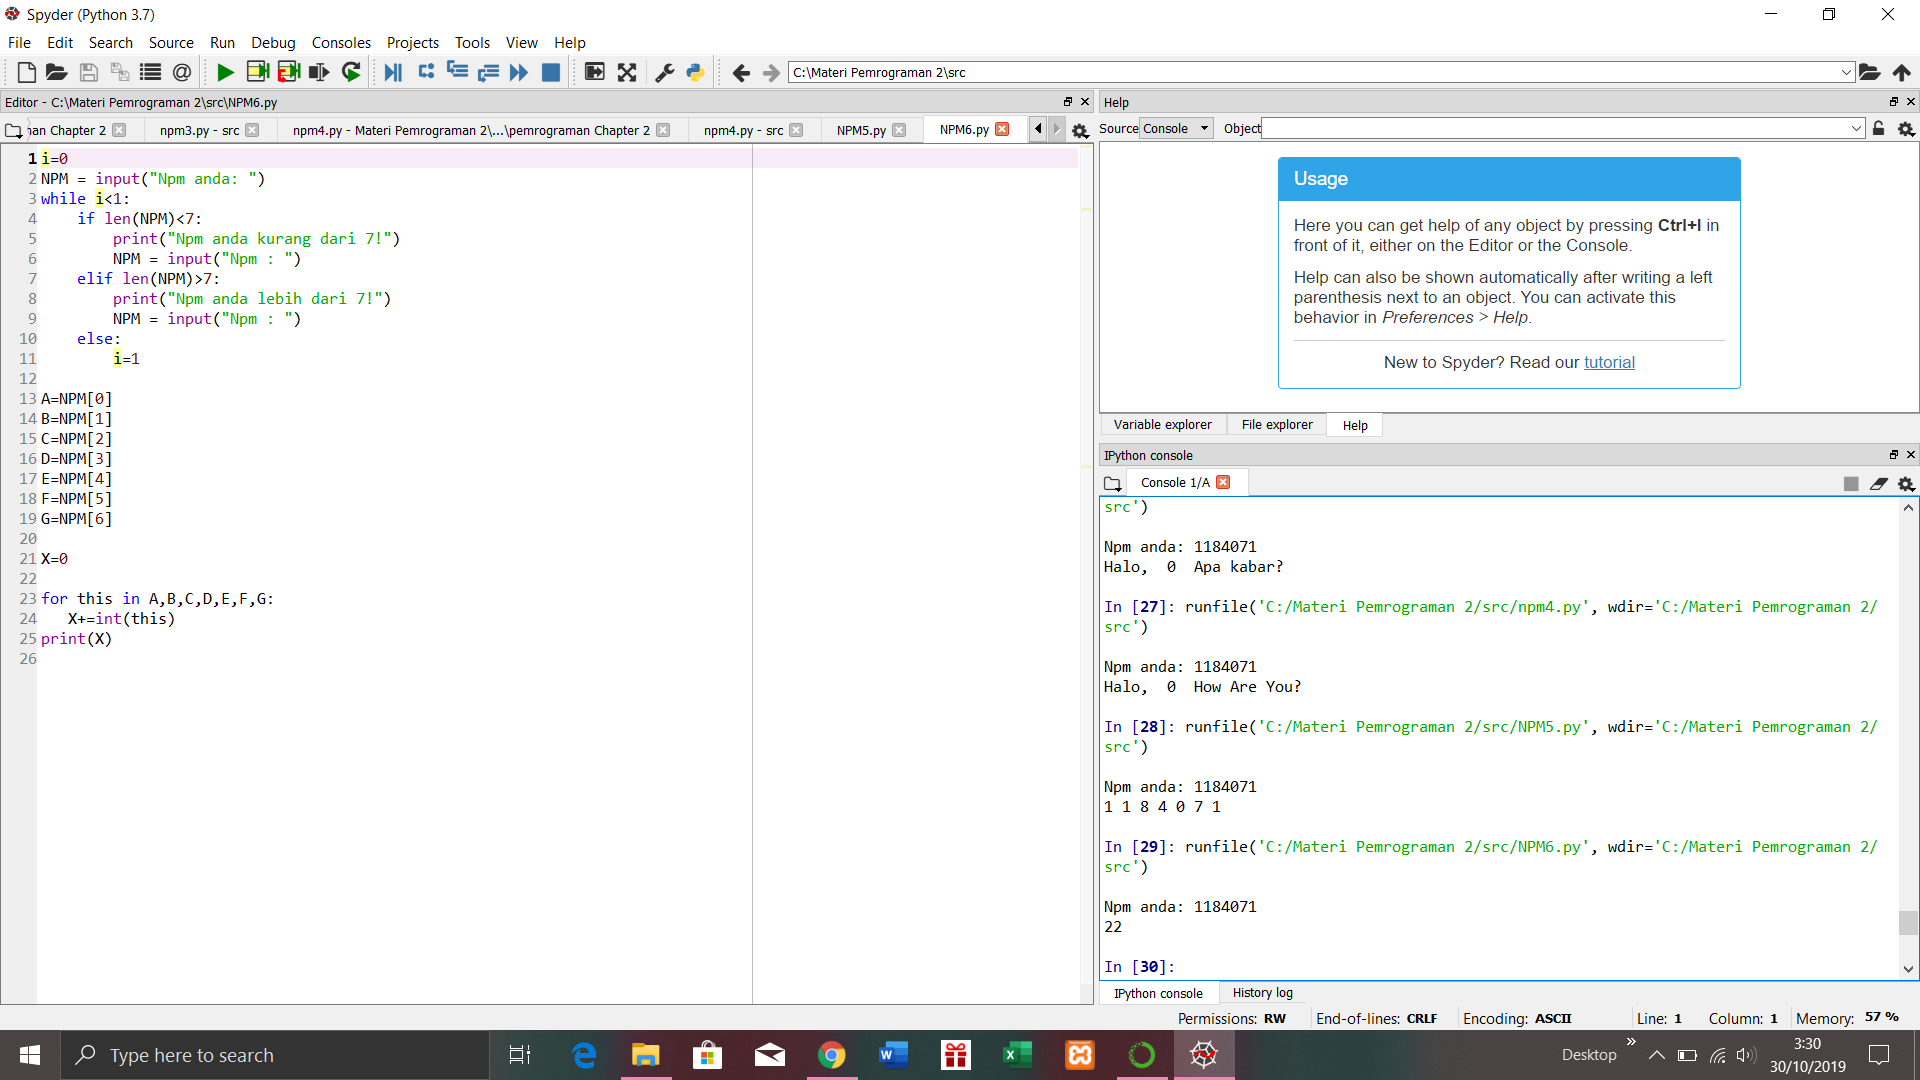 Spyder (Python 3.7)
File Edit Search Source Run Debug Consoles Projects Tools View Help
C:\Materi Pemrograman 2\src
Editor - C:\Materi Pemrograman 2\src\NPM6.py
Chapter 2 npm3.py - src npm4.py - Materi Pemrograman 2\...\pemrograman Chapter 2 npm4.py - src NPM5.py NPM6.py
1 i=0
2 NPM = input("Npm anda: ")
3 while i<1:
4     if len(NPM)<7:
5         print("Npm anda kurang dari 7!")
6         NPM = input("Npm : ")
7     elif len(NPM)>7:
8         print("Npm anda lebih dari 7!")
9         NPM = input("Npm : ")
10     else:
11         i=1
12
13 A=NPM[0]
14 B=NPM[1]
15 C=NPM[2]
16 D=NPM[3]
17 E=NPM[4]
18 F=NPM[5]
19 G=NPM[6]
20
21 X=0
22
23 for this in A,B,C,D,E,F,G:
24    X+=int(this)
25 print(X)
26
Help
Source Console Object
Usage
Here you can get help of any object by pressing Ctrl+I in
front of it, either on the Editor or the Console.
Help can also be shown automatically after writing a left
parenthesis next to an object. You can activate this
behavior in Preferences > Help.
New to Spyder? Read our tutorial
Variable explorer File explorer Help
IPython console
Console 1/A
src')
Npm anda: 1184071
Halo,  0  Apa kabar?
In [27]: runfile('C:/Materi Pemrograman 2/src/npm4.py', wdir='C:/Materi Pemrograman 2/
src')
Npm anda: 1184071
Halo,  0  How Are You?
In [28]: runfile('C:/Materi Pemrograman 2/src/NPM5.py', wdir='C:/Materi Pemrograman 2/
src')
Npm anda: 1184071
1 1 8 4 0 7 1
In [29]: runfile('C:/Materi Pemrograman 2/src/NPM6.py', wdir='C:/Materi Pemrograman 2/
src')
Npm anda: 1184071
22
In [30]:
IPython console History log
Permissions: RW End-of-lines: CRLF Encoding: ASCII Line: 1 Column: 1 Memory: 57 %
Type here to search
Desktop
3:30
30/10/2019